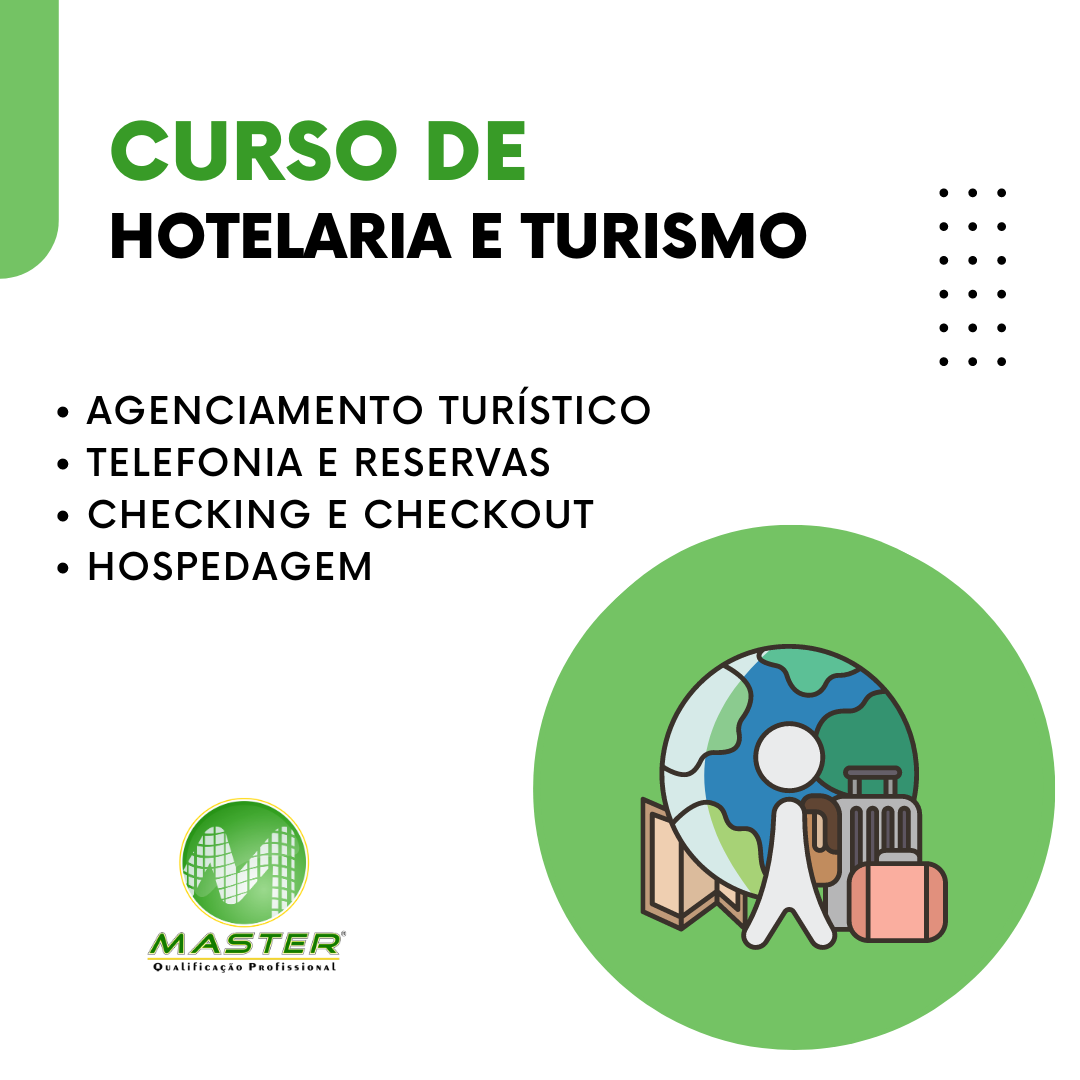 CURSO DE
HOTELARIA E TURISMO
• AGENCIAMENTO TURÍSTICO
• TELEFONIA E RESERVAS
• CHECKING E CHECKOUT
• HOSPEDAGEM
MASTER®
Qualificação Profissional